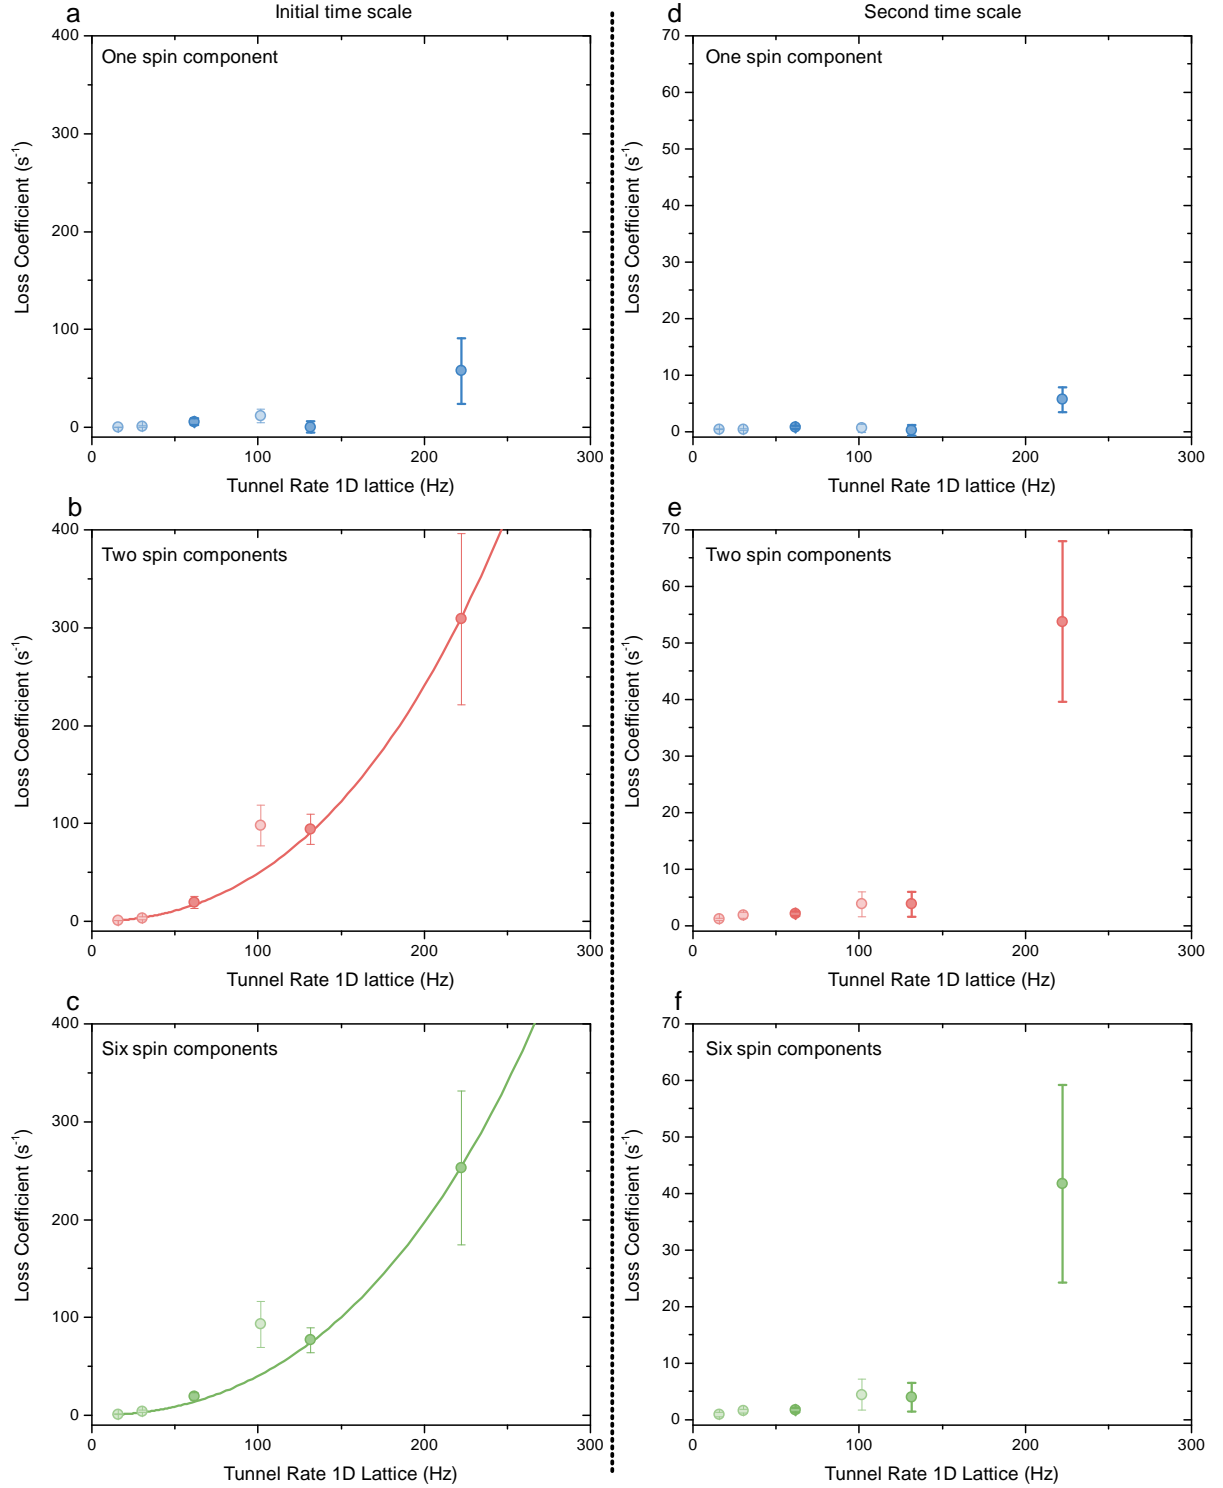 a
Initial time scale
One spin component
400
300
200
100
0
0
100
200
300
Loss Coefficient (s⁻¹)
Tunnel Rate 1D lattice (Hz)
b
Two spin components
400
300
200
100
0
0
100
200
300
Loss Coefficient (s⁻¹)
Tunnel Rate 1D lattice (Hz)
c
Six spin components
400
300
200
100
0
0
100
200
300
Loss Coefficient (s⁻¹)
Tunnel Rate 1D Lattice (Hz)
d
Second time scale
One spin component
70
60
50
40
30
20
10
0
0
100
200
300
Loss Coefficient (s⁻¹)
Tunnel Rate 1D lattice (Hz)
e
Two spin components
70
60
50
40
30
20
10
0
0
100
200
300
Loss Coefficient (s⁻¹)
Tunnel Rate 1D lattice (Hz)
f
Six spin components
70
60
50
40
30
20
10
0
0
100
200
300
Loss Coefficient (s⁻¹)
Tunnel Rate 1D Lattice (Hz)